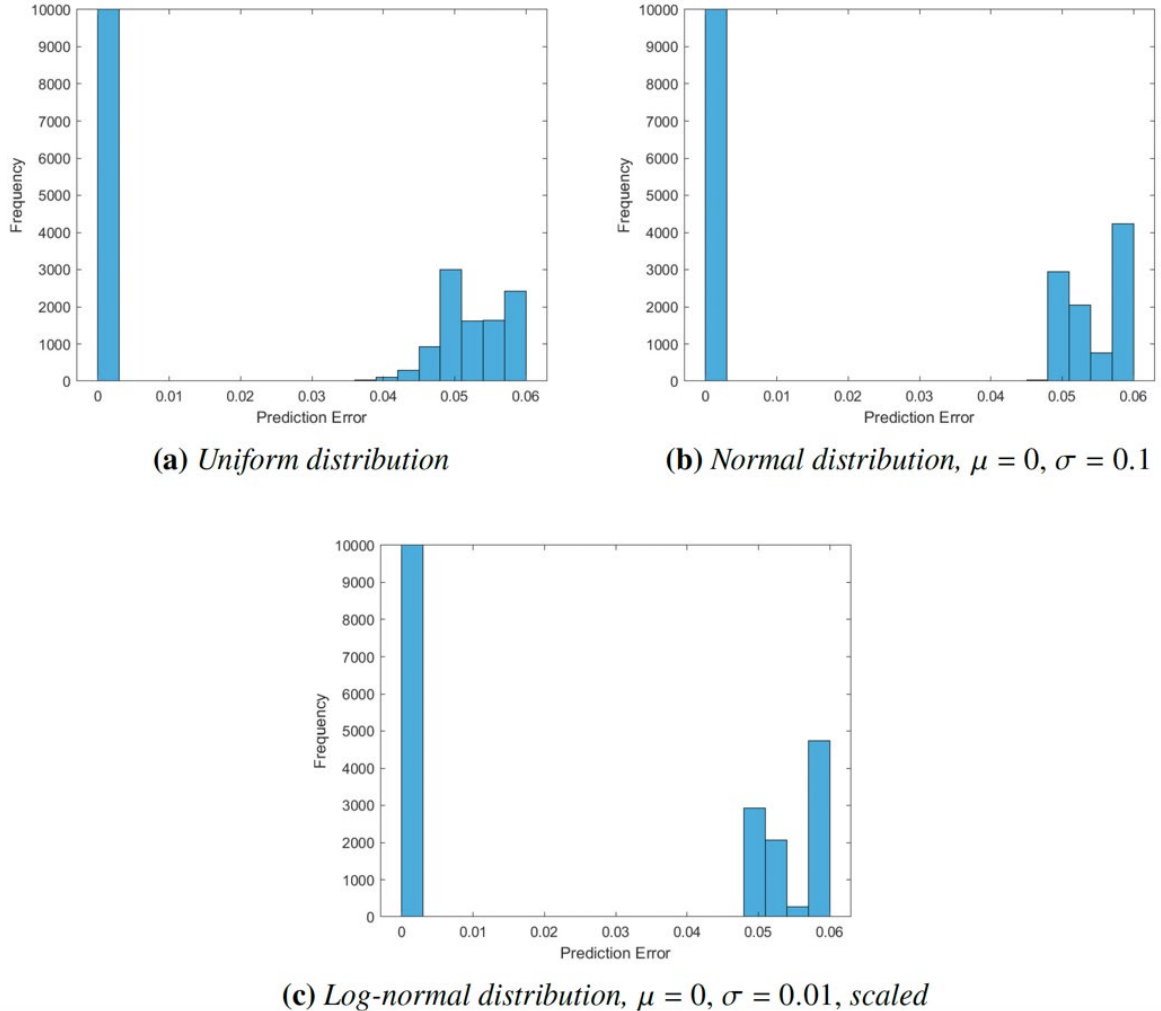 10000
9000
8000
7000
6000
5000
4000
3000
2000
1000
0
Frequency
0 0.01 0.02 0.03 0.04 0.05 0.06
Prediction Error
(a) Uniform distribution
10000
9000
8000
7000
6000
5000
4000
3000
2000
1000
0
Frequency
0 0.01 0.02 0.03 0.04 0.05 0.06
Prediction Error
(b) Normal distribution, μ = 0, σ = 0.1
10000
9000
8000
7000
6000
5000
4000
3000
2000
1000
0
Frequency
0 0.01 0.02 0.03 0.04 0.05 0.06
Prediction Error
(c) Log-normal distribution, μ = 0, σ = 0.01, scaled